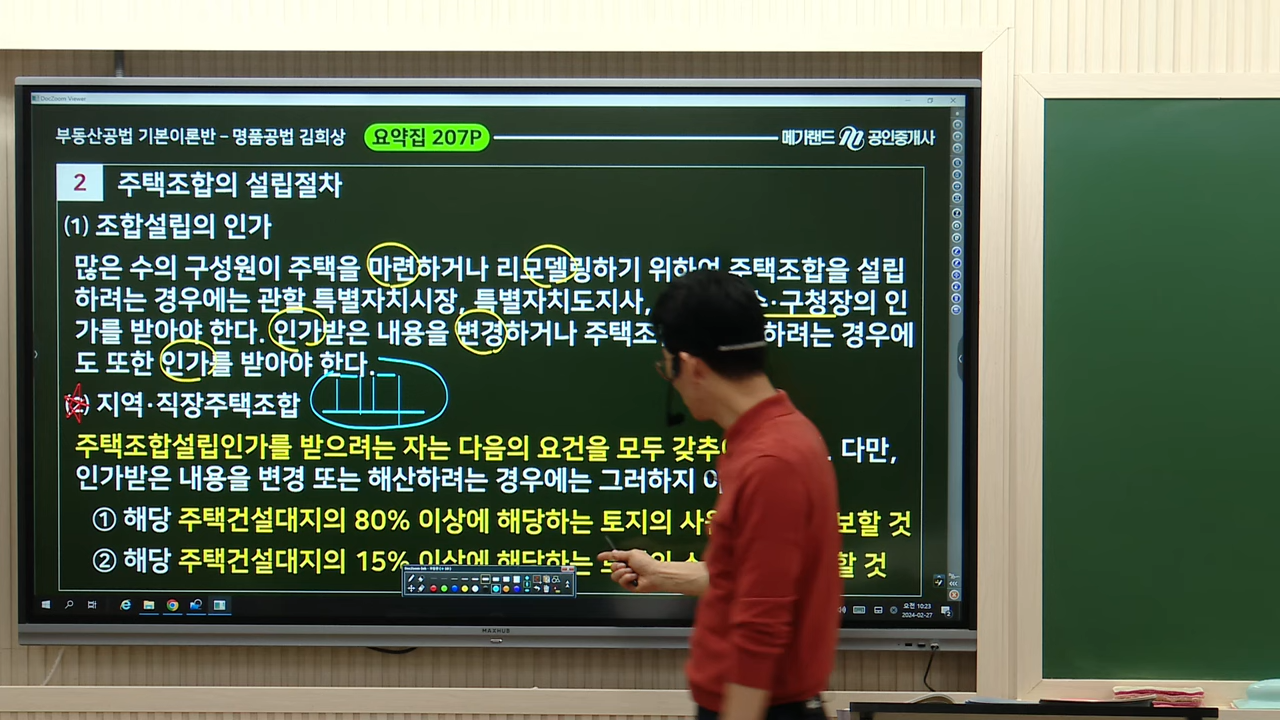 DocZoom Viewer
부동산공법 기본이론반 - 명품공법 김희상 요약집 207P 메가랜드 공인중개사
2 주택조합의 설립절차
(1) 조합설립의 인가
많은 수의 구성원이 주택을 마련하거나 리모델링하기 위하여 주택조합을 설립
하려는 경우에는 관할 특별자치시장, 특별자치도지사, 구청장의 인
가를 받아야 한다. 인가받은 내용을 변경하거나 하려는 경우에
도 또한 인가를 받아야 한다.
(2) 지역·직장주택조합
주택조합설립인가를 받으려는 자는 다음의 요건을 모두 다만,
인가받은 내용을 변경 또는 해산하려는 경우에는 그러하지
① 해당 주택건설대지의 80% 이상에 해당하는 토지의 것
② 해당 주택건설대지의 15% 이상에 해당하는 할 것
오전 10:23
2024-02-27
MAXHUB